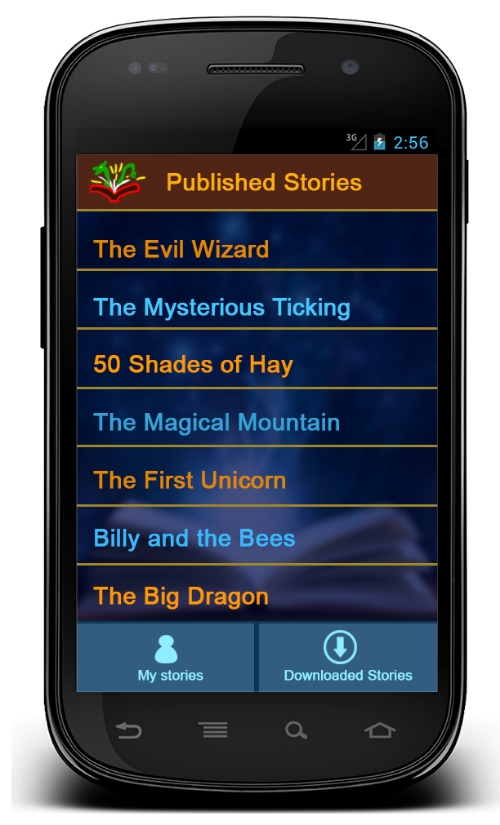 3G 2:56
Published Stories
The Evil Wizard
The Mysterious Ticking
50 Shades of Hay
The Magical Mountain
The First Unicorn
Billy and the Bees
The Big Dragon
My stories Downloaded Stories